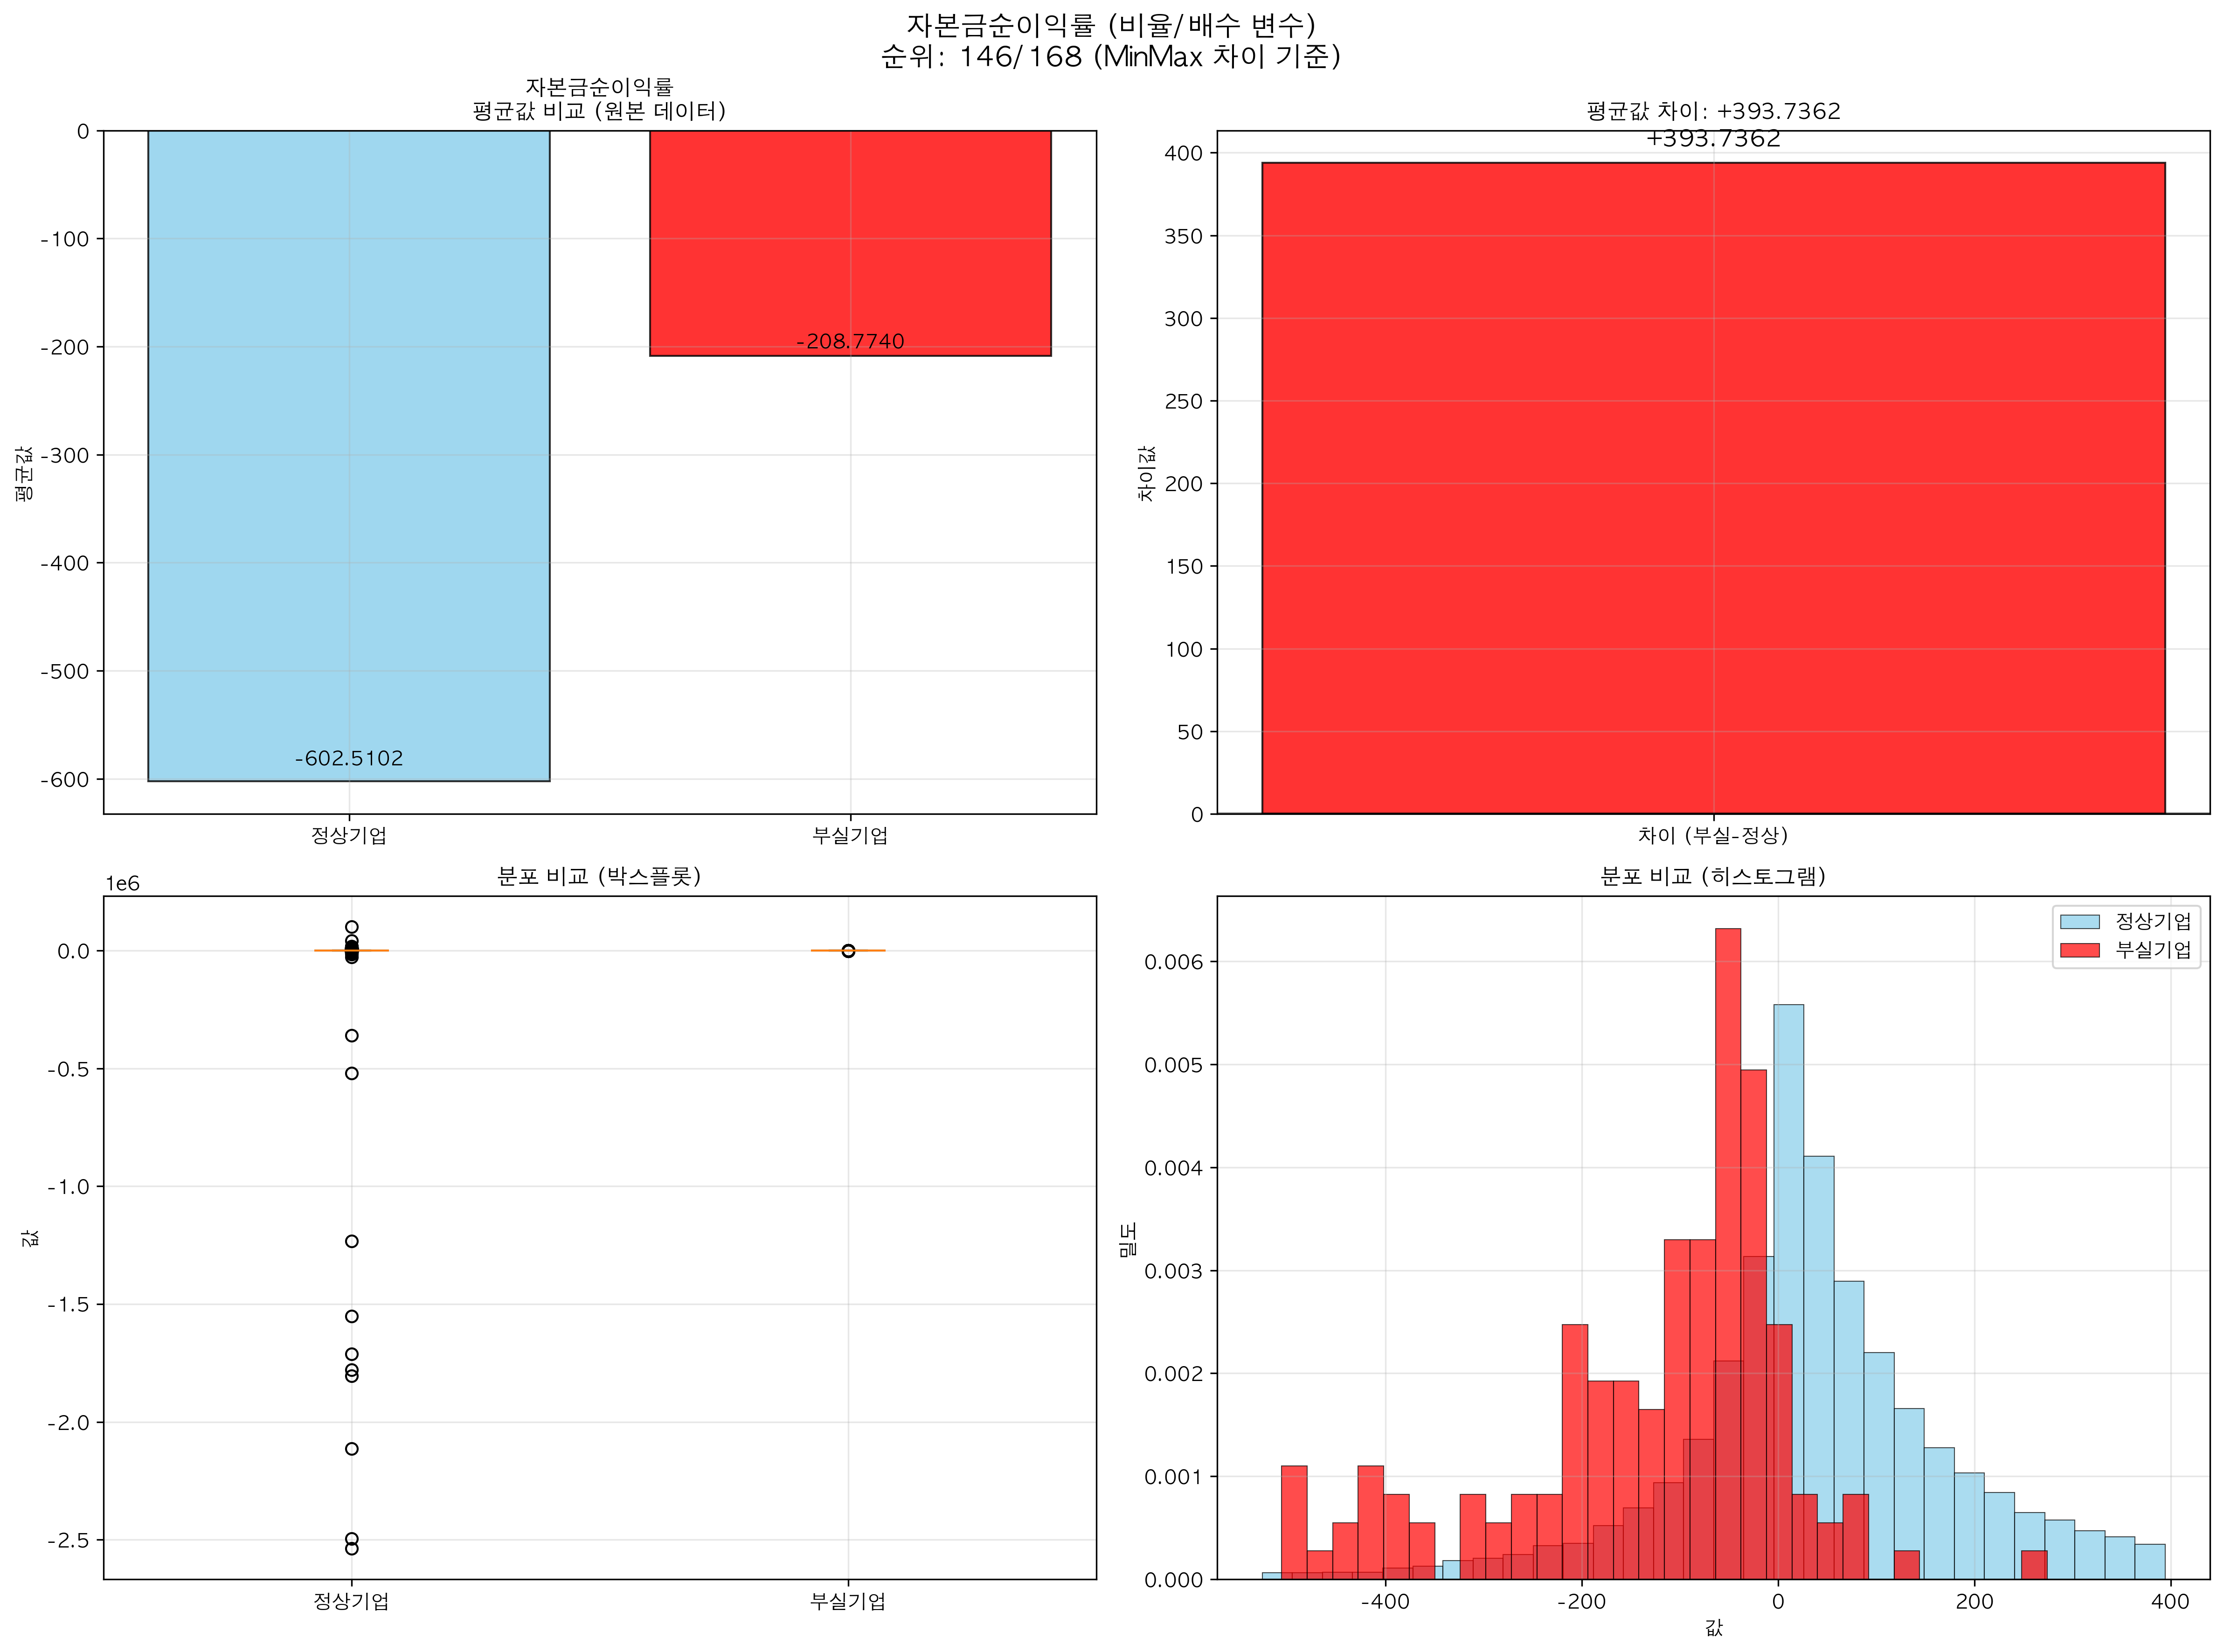 자본금순이익률 (비율/배수 변수)
순위: 146/168 (MinMax 차이 기준)
자본금순이익률
평균값 비교 (원본 데이터)
0
-100
-200
-300
-400
-500
-600
평균값
-602.5102
-208.7740
정상기업
부실기업
평균값 차이: +393.7362
+393.7362
400
350
300
250
200
150
100
50
0
차이값
차이 (부실-정상)
분포 비교 (박스플롯)
1e6
0.0
-0.5
-1.0
-1.5
-2.0
-2.5
값
정상기업
부실기업
분포 비교 (히스토그램)
정상기업
부실기업
0.006
0.005
0.004
0.003
0.002
0.001
0.000
밀도
-400
-200
0
200
400
값